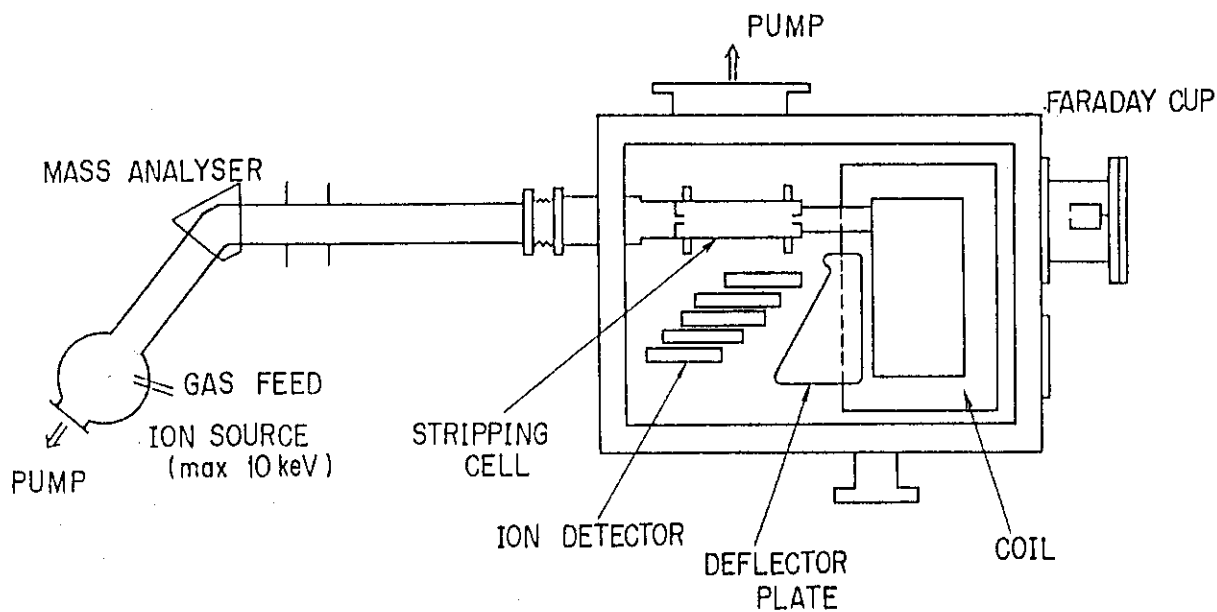 PUMP
FARADAY CUP
MASS ANALYSER
GAS FEED
ION SOURCE
(max 10 keV)
PUMP
STRIPPING
CELL
ION DETECTOR
DEFLECTOR
PLATE
COIL